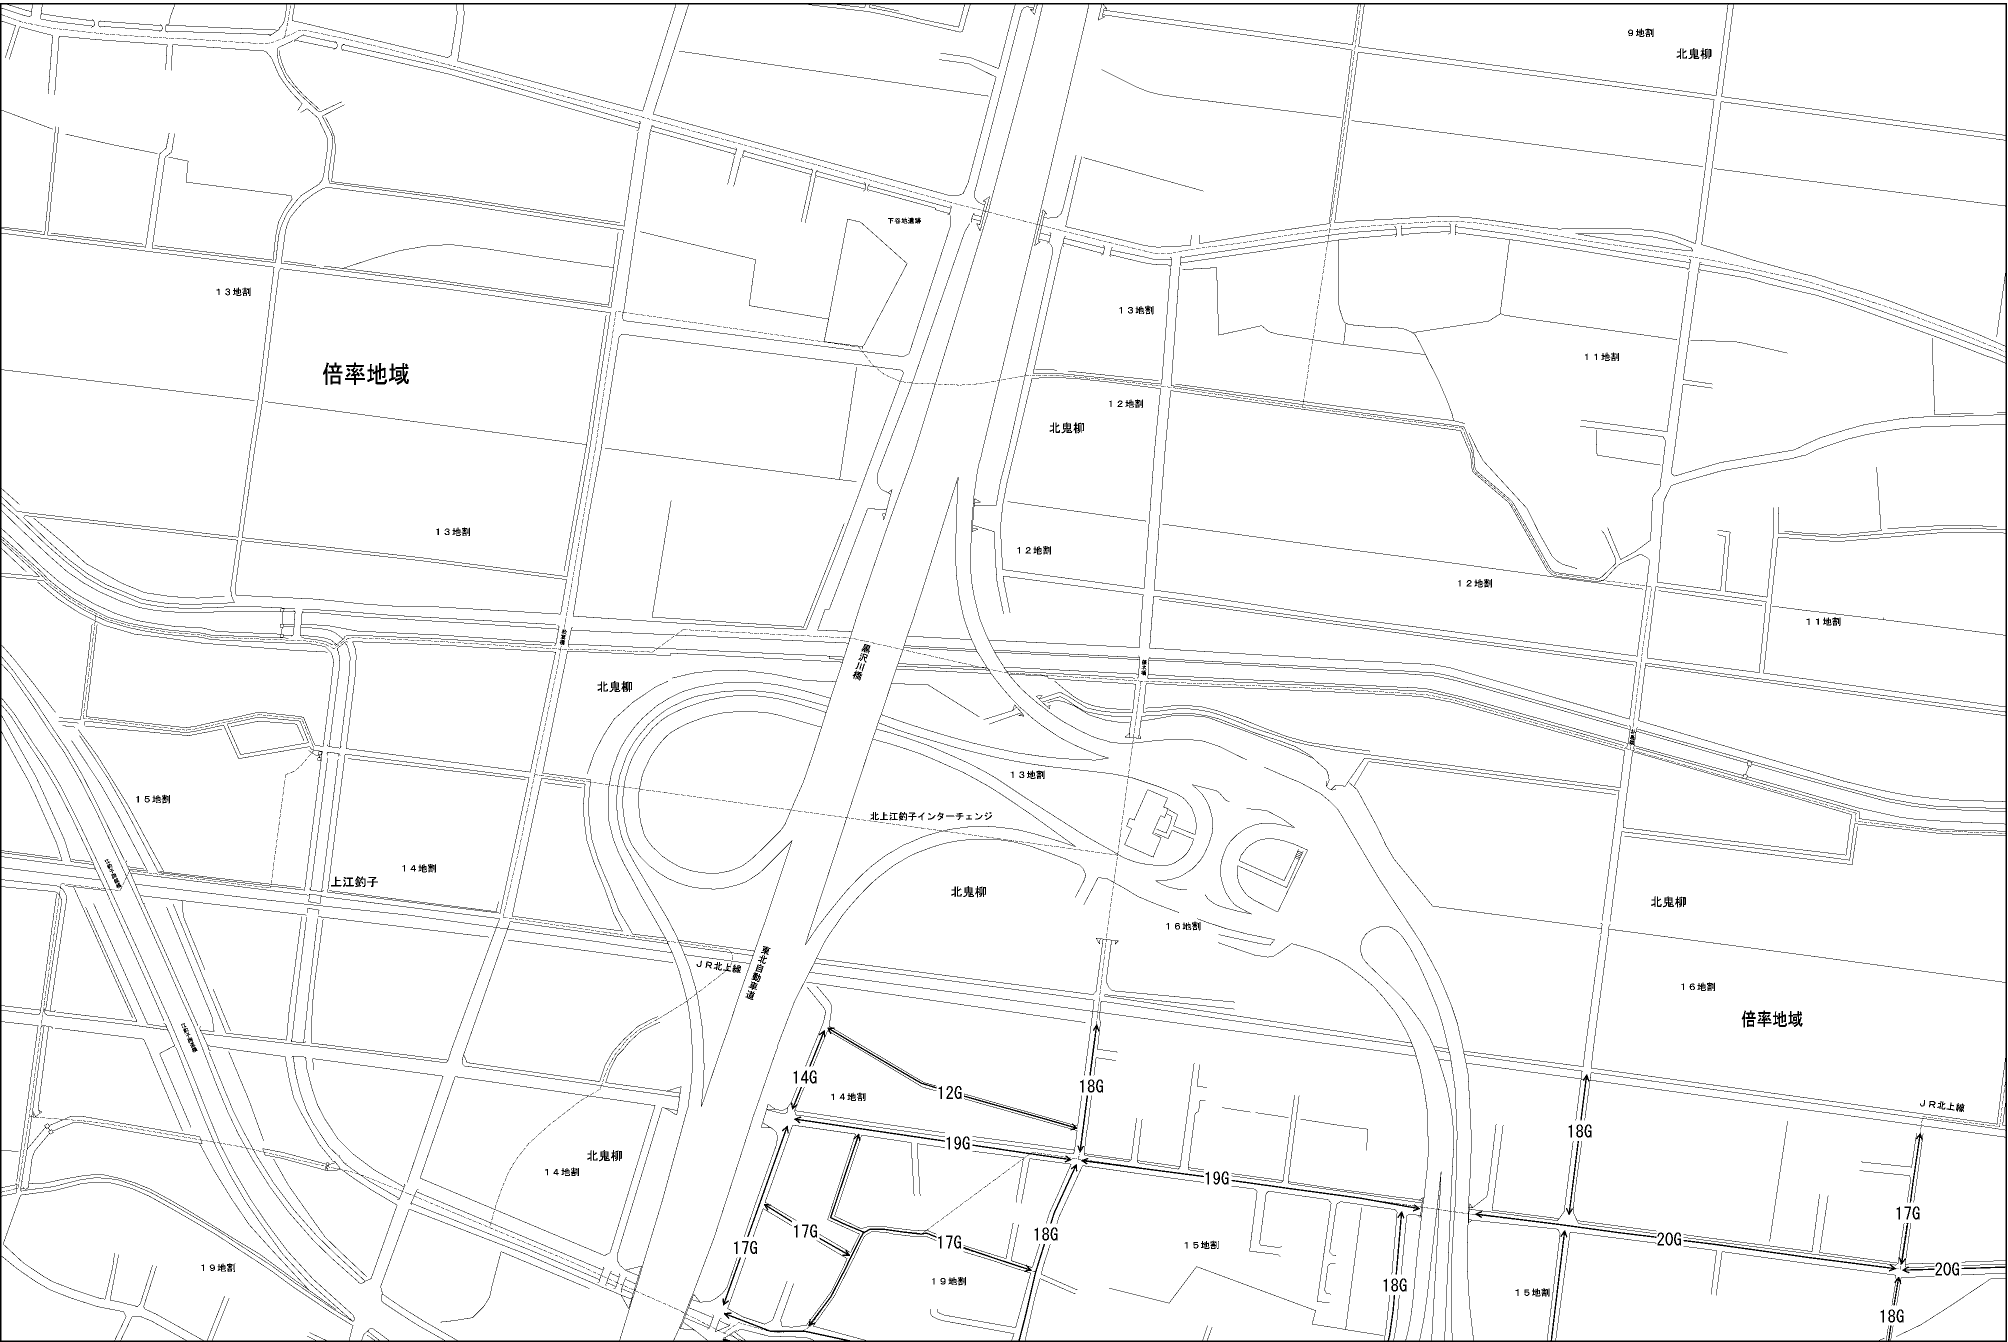 9地割
北鬼柳
下谷地遺跡
13地割
13地割
11地割
倍率地域
12地割
北鬼柳
13地割
12地割
12地割
11地割
黒沢川橋
北鬼柳
13地割
15地割
北上江釣子インターチェンジ
14地割
上江釣子
北鬼柳
北鬼柳
16地割
JR北上線
東北自動車道
16地割
倍率地域
14G
18G
12G
14地割
JR北上線
18G
19G
北鬼柳
14地割
19G
17G
17G
18G
17G
17G
15地割
20G
19地割
19地割
20G
18G
15地割
18G